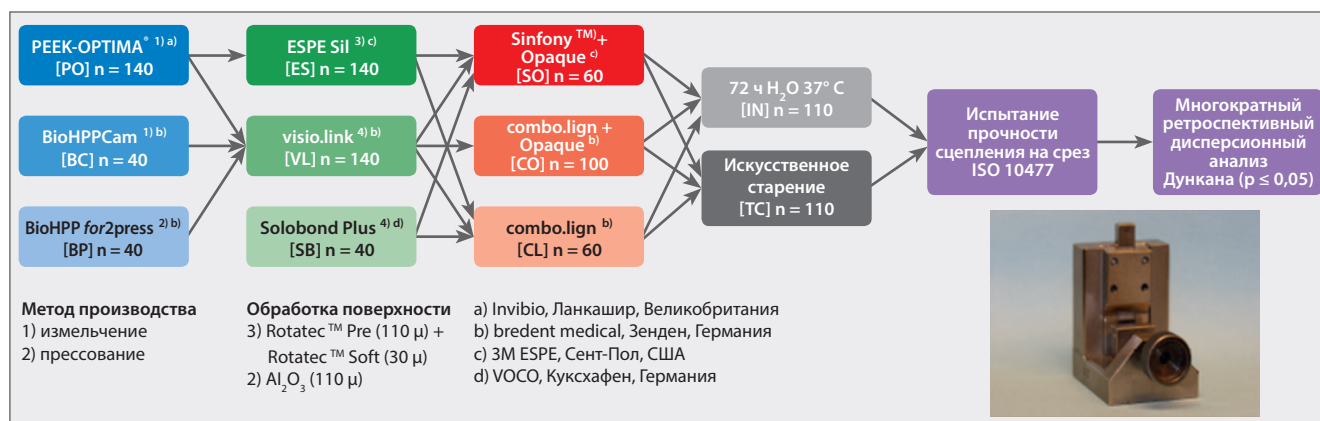 PEEK-OPTIMA® 1) a)
[PO] n = 140
BioHPPCam 1) b)
[BC] n = 40
BioHPP for2press 2) b)
[BP] n = 40
ESPE Sil 3) c)
[ES] n = 140
visio.link 4) b)
[VL] n = 140
Solobond Plus 4) d)
[SB] n = 40
Sinfony TM)+
Opaque c)
[SO] n = 60
combo.lign +
Opaque b)
[CO] n = 100
combo.lign b)
[CL] n = 60
72 ч H2O 37° C
[IN] n = 110
Искусственное
старение
[TC] n = 110
Испытание
прочности
сцепления на срез
ISO 10477
Многократный
ретроспективный
дисперсионный
анализ
Дункана (p ≤ 0,05)
Метод производства
1) измельчение
2) прессование
Обработка поверхности
3) Rotatec™ Pre (110 μ) +
Rotatec™ Soft (30 μ)
2) Al2O3 (110 μ)
a) Invibio, Ланкашир, Великобритания
b) bredent medical, Зенден, Германия
c) 3M ESPE, Сент-Пол, США
d) VOCO, Куксхафен, Германия